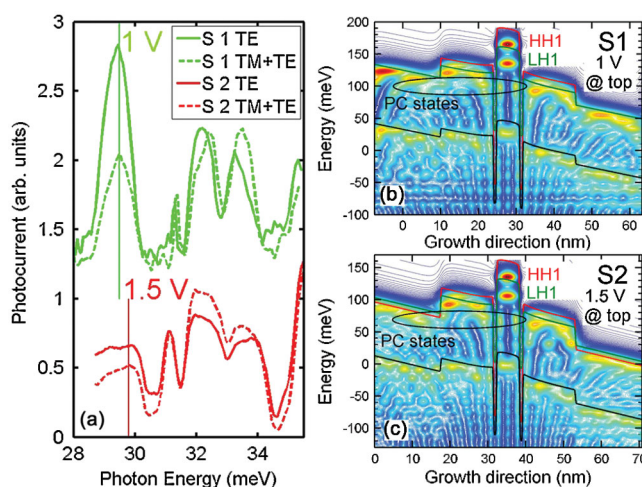 3
2.5
2
1.5
1
0.5
0
28
30
32
34
Photocurrent (arb. units)
Photon Energy (meV)
1 V
1.5 V
S 1 TE
S 1 TM+TE
S 2 TE
S 2 TM+TE
(a)
200
150
100
50
0
-50
-100
Energy (meV)
0
10
20
30
40
50
60
Growth direction (nm)
HH1
LH1
S1
1 V
@ top
PC states
(b)
150
100
50
0
-50
-100
Energy (meV)
0
10
20
30
40
50
60
70
Growth direction (nm)
HH1
LH1
S2
1.5 V
@ top
PC states
(c)